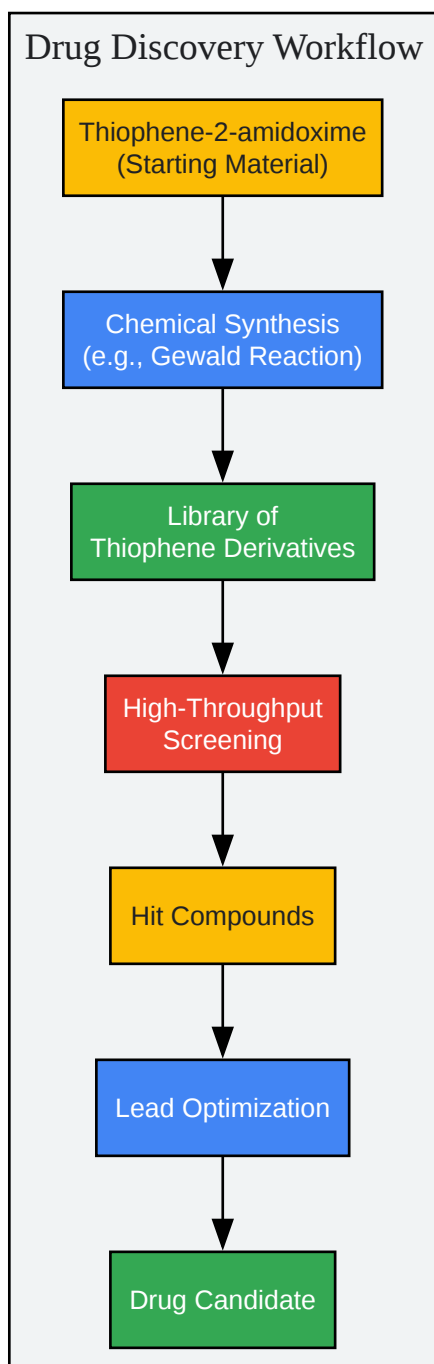 Drug Discovery Workflow
Thiophene-2-amidoxime
(Starting Material)
Chemical Synthesis
(e.g., Gewald Reaction)
Library of
Thiophene Derivatives
High-Throughput
Screening
Hit Compounds
Lead Optimization
Drug Candidate